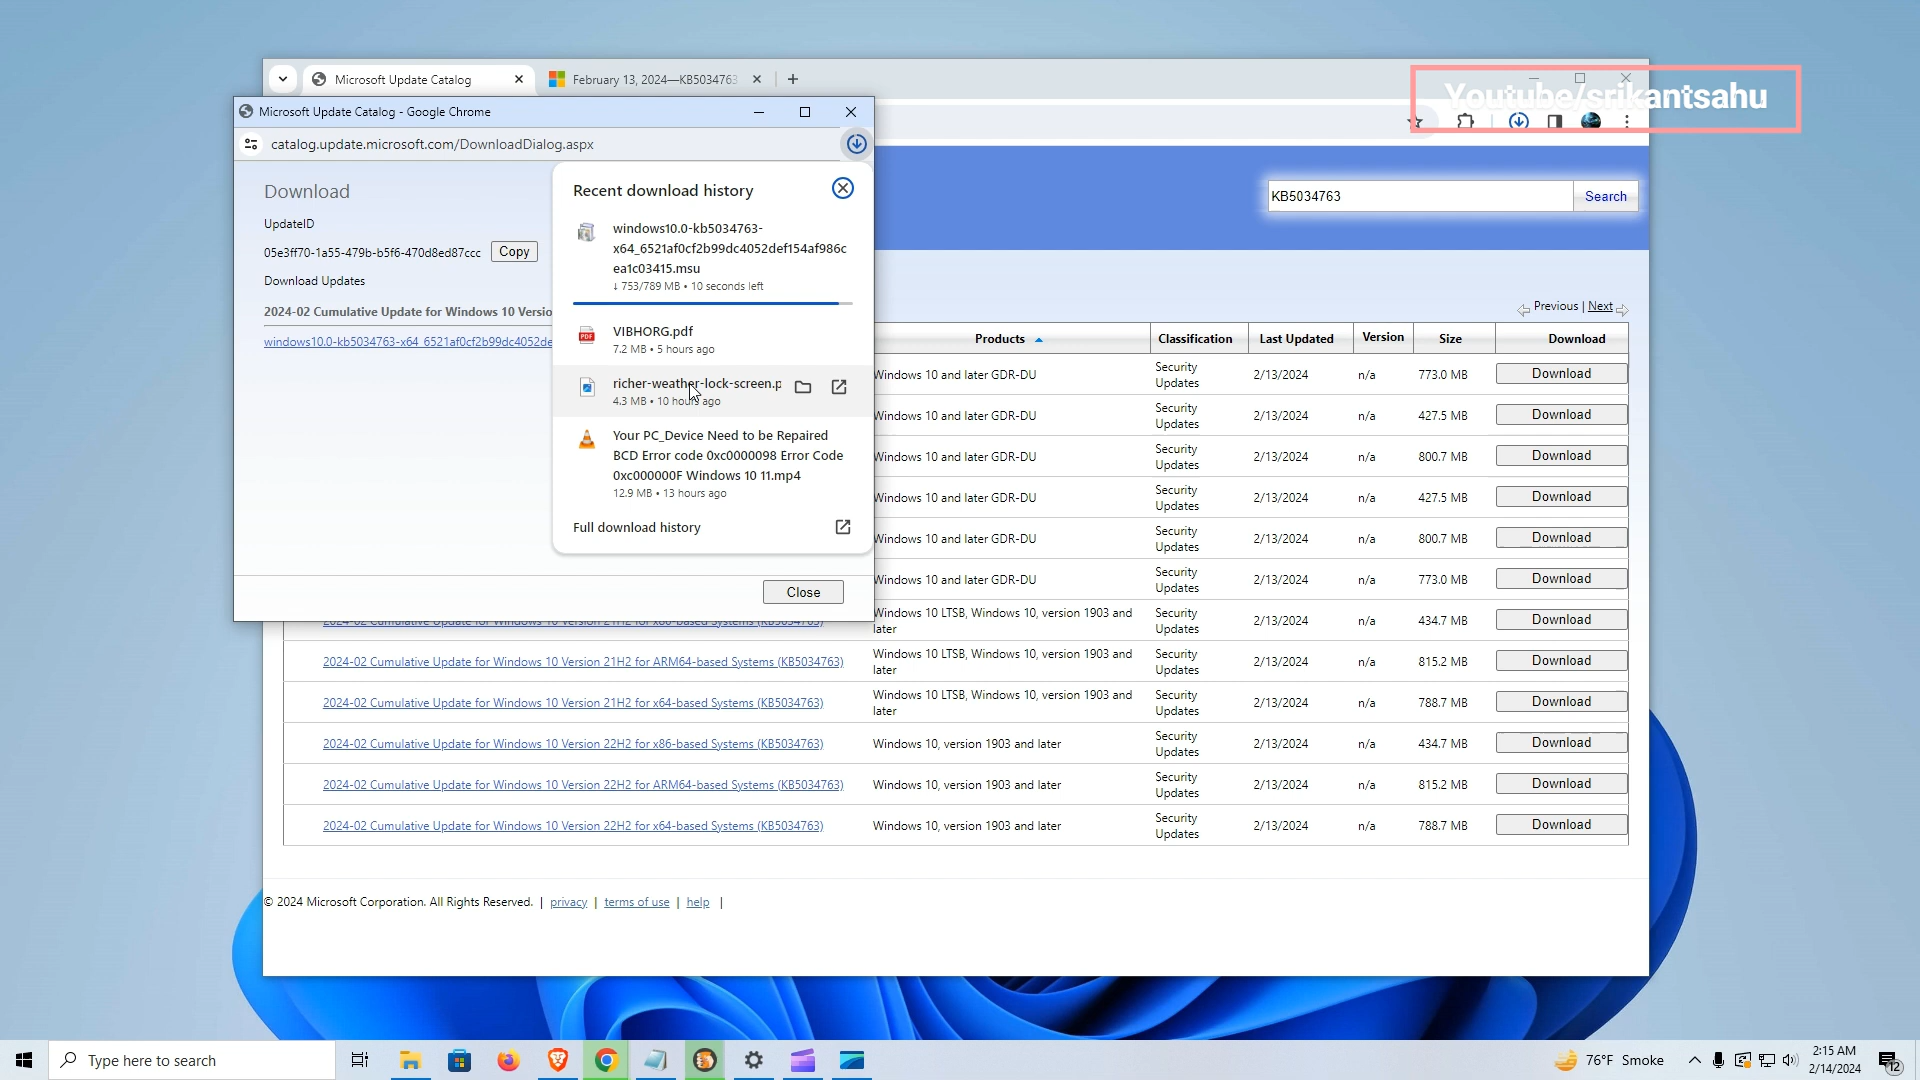 Microsoft Update Catalog
February 13, 2024—KB5034763
Youtube/srikantsahu
Microsoft Update Catalog - Google Chrome
catalog.update.microsoft.com/DownloadDialog.aspx
Download
UpdateID
05e3ff70-1a55-479b-b5f6-470d8ed87ccc Copy
Download Updates
2024-02 Cumulative Update for Windows 10 Versio
windows10.0-kb5034763-x64_6521af0cf2b99dc4052de
Recent download history
windows10.0-kb5034763-
x64_6521af0cf2b99dc4052def154af986c
ea1c03415.msu
↓ 753/789 MB • 10 seconds left
VIBHORG.pdf
7.2 MB • 5 hours ago
richer-weather-lock-screen.p
4.3 MB • 10 hours ago
Your PC_Device Need to be Repaired
BCD Error code 0xc0000098 Error Code
0xc000000F Windows 10 11.mp4
12.9 MB • 13 hours ago
Full download history
Close
KB5034763 Search
Previous | Next
Products Classification Last Updated Version Size Download
Windows 10 and later GDR-DU Security Updates 2/13/2024 n/a 773.0 MB Download
Windows 10 and later GDR-DU Security Updates 2/13/2024 n/a 427.5 MB Download
Windows 10 and later GDR-DU Security Updates 2/13/2024 n/a 800.7 MB Download
Windows 10 and later GDR-DU Security Updates 2/13/2024 n/a 427.5 MB Download
Windows 10 and later GDR-DU Security Updates 2/13/2024 n/a 800.7 MB Download
Windows 10 and later GDR-DU Security Updates 2/13/2024 n/a 773.0 MB Download
2024-02 Cumulative Update for Windows 10 Version 21H2 for x86-based Systems (KB5034763) Windows 10 LTSB, Windows 10, version 1903 and later Security Updates 2/13/2024 n/a 434.7 MB Download
2024-02 Cumulative Update for Windows 10 Version 21H2 for ARM64-based Systems (KB5034763) Windows 10 LTSB, Windows 10, version 1903 and later Security Updates 2/13/2024 n/a 815.2 MB Download
2024-02 Cumulative Update for Windows 10 Version 21H2 for x64-based Systems (KB5034763) Windows 10 LTSB, Windows 10, version 1903 and later Security Updates 2/13/2024 n/a 788.7 MB Download
2024-02 Cumulative Update for Windows 10 Version 22H2 for x86-based Systems (KB5034763) Windows 10, version 1903 and later Security Updates 2/13/2024 n/a 434.7 MB Download
2024-02 Cumulative Update for Windows 10 Version 22H2 for ARM64-based Systems (KB5034763) Windows 10, version 1903 and later Security Updates 2/13/2024 n/a 815.2 MB Download
2024-02 Cumulative Update for Windows 10 Version 22H2 for x64-based Systems (KB5034763) Windows 10, version 1903 and later Security Updates 2/13/2024 n/a 788.7 MB Download
© 2024 Microsoft Corporation. All Rights Reserved. | privacy | terms of use | help |
Type here to search
76°F Smoke
2:15 AM
2/14/2024
12